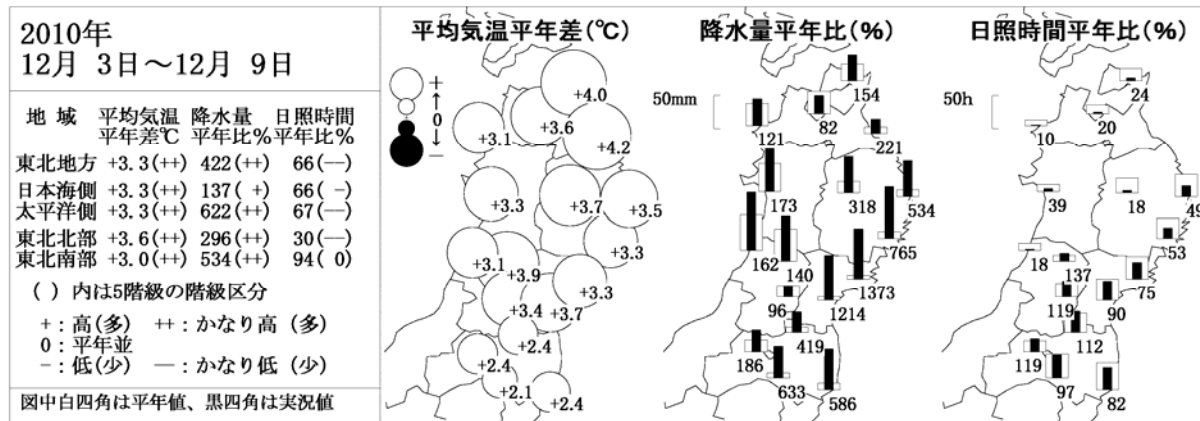 2010年
12月 3日～12月 9日
地 域 平均気温 降水量 日照時間
平年差℃ 平年比% 平年比%
東北地方 +3.3(++) 422(++) 66(―)
日本海側 +3.3(++) 137( +) 66( -)
太平洋側 +3.3(++) 622(++) 67(―)
東北北部 +3.6(++) 296(++) 30(―)
東北南部 +3.0(++) 534(++) 94( 0)
( ) 内は5階級の階級区分
+：高(多) ++：かなり高 (多)
0：平年並
-：低(少) ―：かなり低 (少)
図中白四角は平年値、黒四角は実況値
平均気温平年差(℃)
+
↑
0
↓
-
+4.0
+3.6
+3.1
+4.2
+3.3
+3.7
+3.5
+3.3
+3.1
+3.9
+3.3
+3.4
+3.7
+2.4
+2.4
+2.1
+2.4
降水量平年比(%)
50mm
154
82
121
221
173
318
534
765
162
140
1373
96
1214
419
186
633
586
日照時間平年比(%)
50h
24
20
10
39
18
49
53
18
137
75
119
90
112
119
97
82